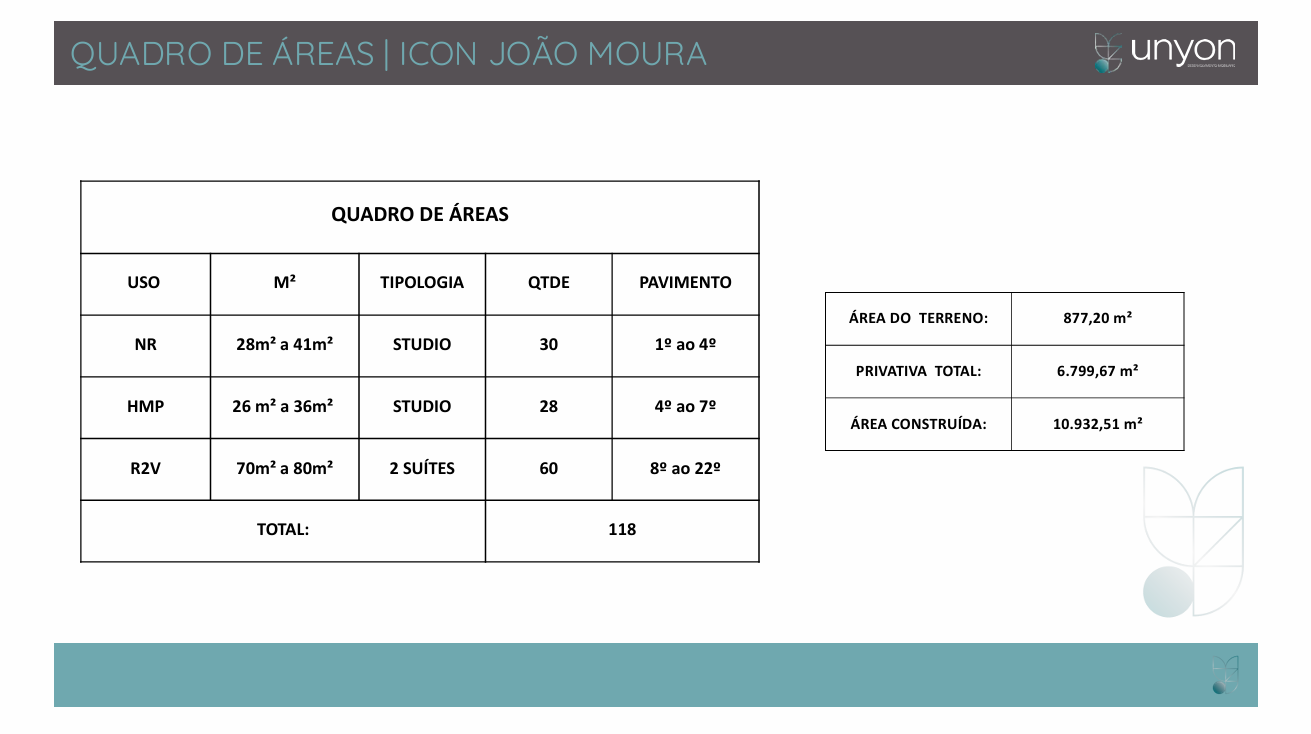 QUADRO DE ÁREAS | ICON JOÃO MOURA
unyon
QUADRO DE ÁREAS
USO M² TIPOLOGIA QTDE PAVIMENTO
NR 28m² a 41m² STUDIO 30 1º ao 4º
HMP 26 m² a 36m² STUDIO 28 4º ao 7º
R2V 70m² a 80m² 2 SUÍTES 60 8º ao 22º
TOTAL: 118
ÁREA DO TERRENO: 877,20 m²
PRIVATIVA TOTAL: 6.799,67 m²
ÁREA CONSTRUÍDA: 10.932,51 m²